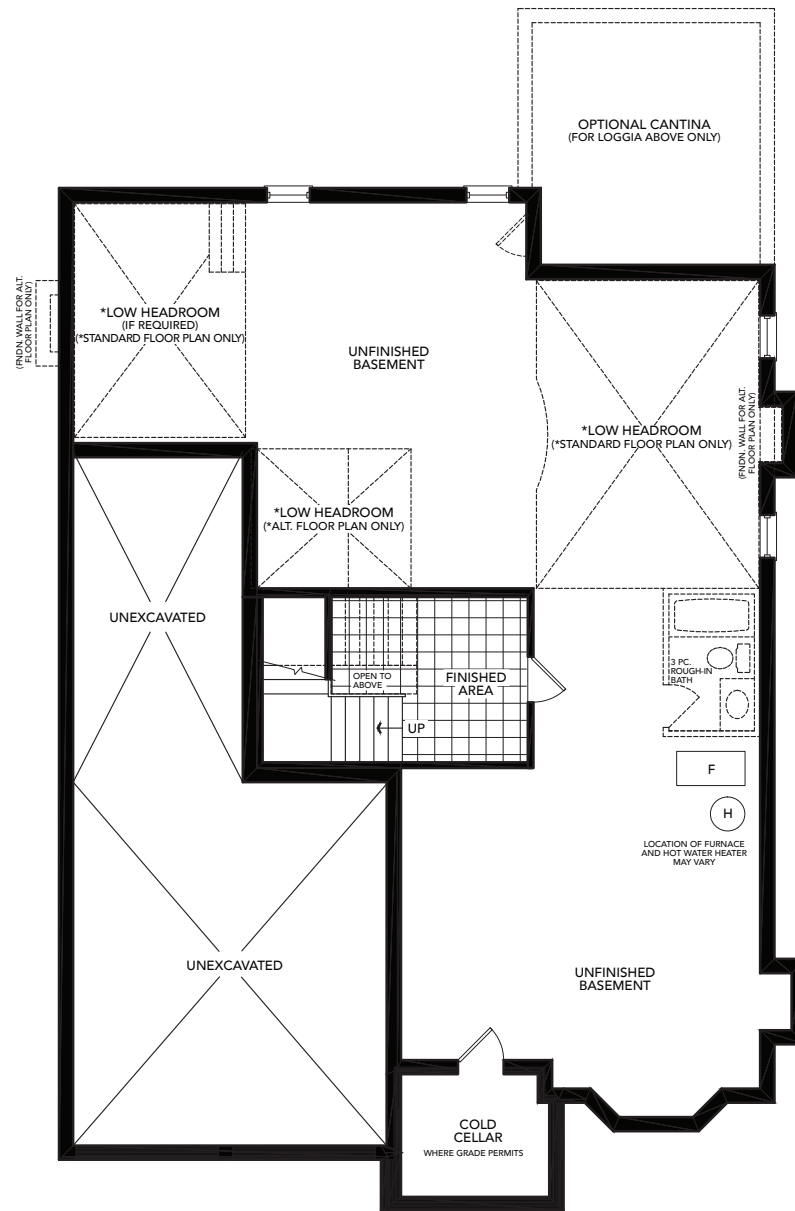 OPTIONAL CANTINA
(FOR LOGGIA ABOVE ONLY)
(FNDN. WALL FOR ALT.
FLOOR PLAN ONLY)
*LOW HEADROOM
(IF REQUIRED)
(*STANDARD FLOOR PLAN ONLY)
UNFINISHED
BASEMENT
*LOW HEADROOM
(*STANDARD FLOOR PLAN ONLY)
(FNDN. WALL FOR ALT.
FLOOR PLAN ONLY)
*LOW HEADROOM
(*ALT. FLOOR PLAN ONLY)
UNEXCAVATED
OPEN TO
ABOVE
FINISHED
AREA
UP
3 PC.
ROUGH-IN
BATH
F
H
LOCATION OF FURNACE
AND HOT WATER HEATER
MAY VARY
UNEXCAVATED
UNFINISHED
BASEMENT
COLD
CELLAR
WHERE GRADE PERMITS